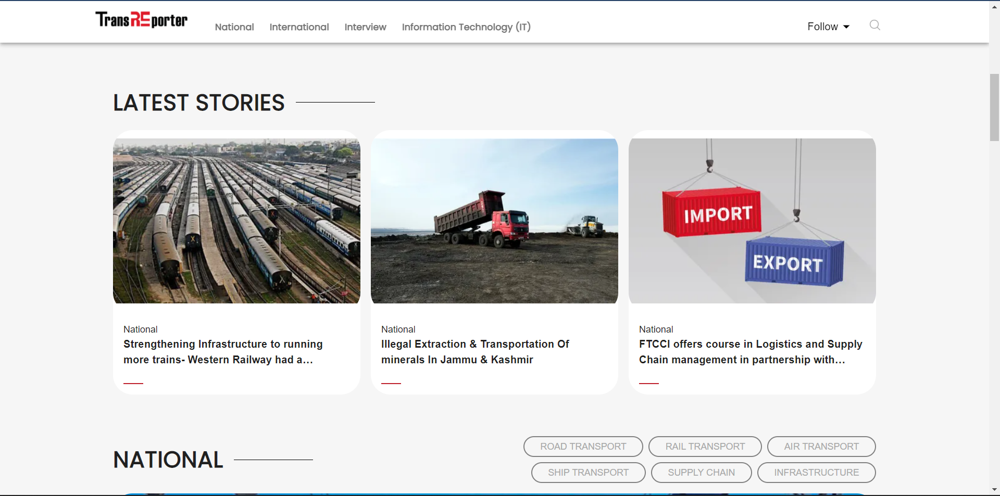 TransREporter
National International Interview Information Technology (IT)
Follow
LATEST STORIES
IMPORT
EXPORT
National
Strengthening Infrastructure to running
more trains- Western Railway had a...
National
Illegal Extraction & Transportation Of
minerals In Jammu & Kashmir
National
FTCCI offers course in Logistics and Supply
Chain management in partnership with...
NATIONAL
ROAD TRANSPORT
RAIL TRANSPORT
AIR TRANSPORT
SHIP TRANSPORT
SUPPLY CHAIN
INFRASTRUCTURE